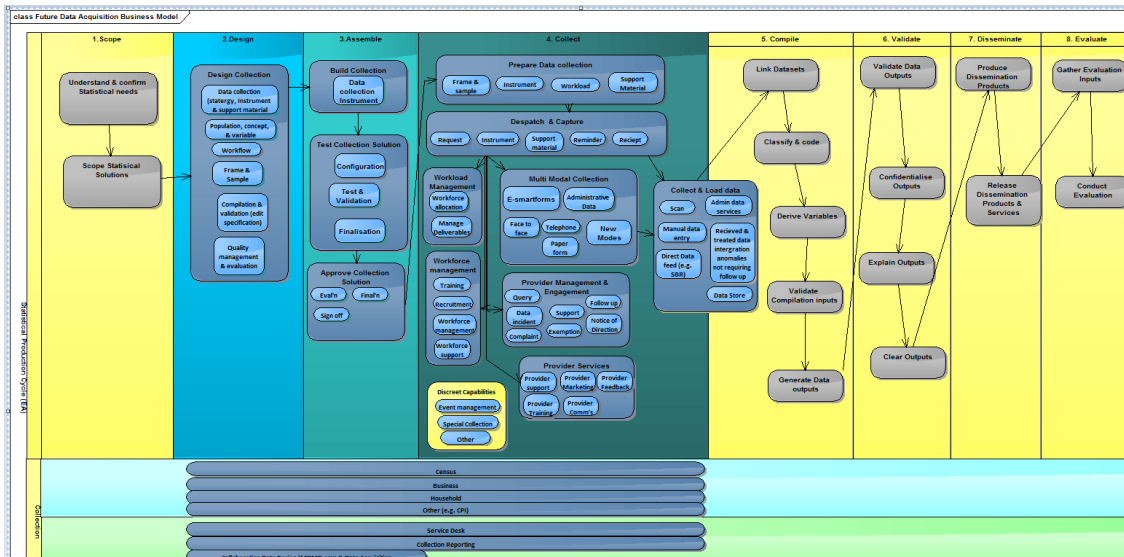 class Future Data Acquisition Business Model
1.Scope
2.Design
3.Assemble
4. Collect
5. Compile
6. Validate
7. Disseminate
8. Evaluate
Statistical Production Cycle (EA)
Understand & confirm
Statistical needs
Scope Statisical
Solutions
Design Collection
Data collection
(statergy, Instrument
& support material
Population, concept,
& variable
Workflow
Frame &
Sample
Compilation &
validation (edit
specification)
Quality
management
& evaluation
Build Collection
Data
collection
Instrument
Test Collection Solution
Configuration
Test &
Validation
Finalisation
Approve Collection
Solution
Eval'n
Final'n
Sign off
Prepare Data collection
Frame &
sample
Instrument
Workload
Support
Material
Despatch & Capture
Request
Instrument
Support
material
Reminder
Reciept
Workload
Management
Workforce
allocation
Manage
Deliverables
Multi Modal Collection
E-smartforms
Administrative
Data
Face to
face
Telephone
Paper
form
New
Modes
Collect & Load data
Scan
Admin data
services
Manual data
entry
Recieved &
treated data
intergration
anomalies
not requiring
follow up
Direct Data
feed (e.g.
SBR)
Data Store
Workforce
management
Training
Recruitment
Workforce
management
Workforce
support
Provider Management &
Engagement
Query
Follow up
Data
incident
Support
Notice of
Direction
Complaint
Exemption
Provider Services
Provider
support
Provider
Marketing
Provider
Feedback
Provider
Training
Provider
Comm's
Discreet Capabilities
Event management
Special Collection
Other
Link Datasets
Classify & code
Derive Variables
Validate
Compilation inputs
Generate Data
outputs
Validate Data
Outputs
Confidentialise
Outputs
Explain Outputs
Clear Outputs
Produce
Dissemination
Products
Release
Dissemination
Products & Services
Gather Evaluation
Inputs
Conduct
Evaluation
Collection
Census
Business
Household
Other (e.g. CPI)
Service Desk
Collection Reporting